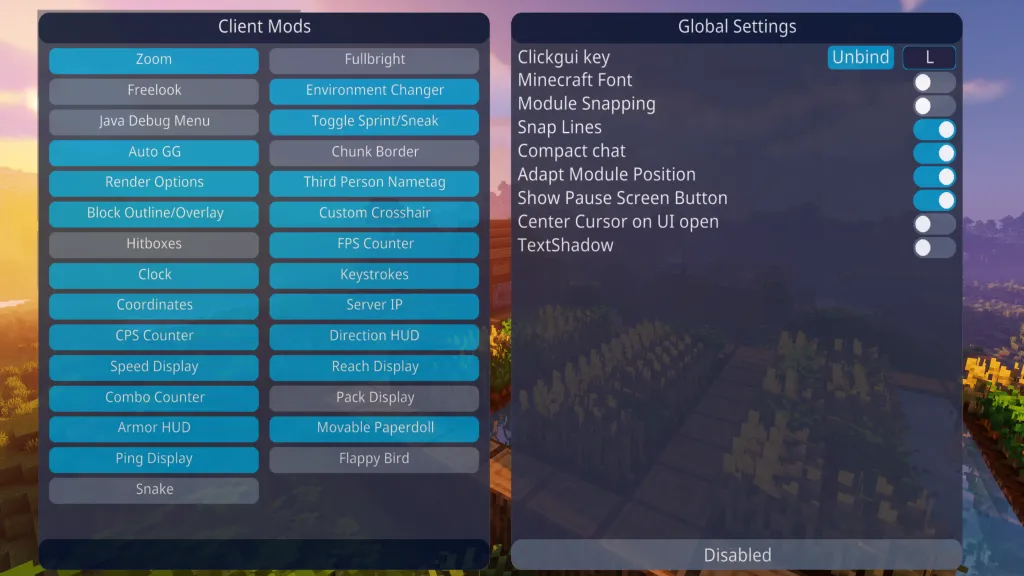 Client Mods
Zoom
Fullbright
Freelook
Environment Changer
Java Debug Menu
Toggle Sprint/Sneak
Auto GG
Chunk Border
Render Options
Third Person Nametag
Block Outline/Overlay
Custom Crosshair
Hitboxes
FPS Counter
Clock
Keystrokes
Coordinates
Server IP
CPS Counter
Direction HUD
Speed Display
Reach Display
Combo Counter
Pack Display
Armor HUD
Movable Paperdoll
Ping Display
Flappy Bird
Snake
Global Settings
Clickgui key Unbind L
Minecraft Font
Module Snapping
Snap Lines
Compact chat
Adapt Module Position
Show Pause Screen Button
Center Cursor on UI open
TextShadow
Disabled